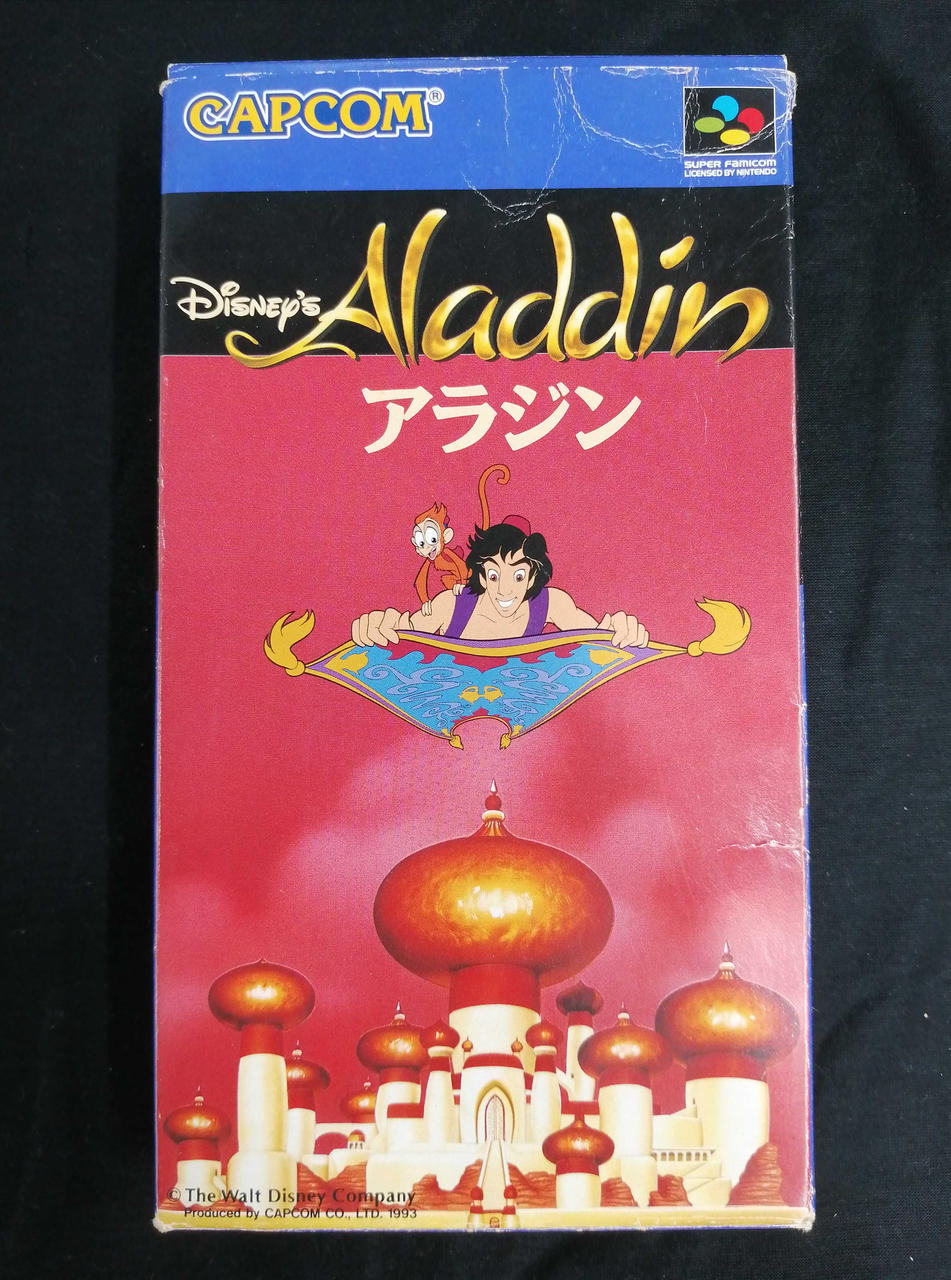 CAPCOM®
SUPER FAMICOM
LICENSED BY NINTENDO
DISNEY'S Aladdin
アラジン
© The Walt Disney Company
Produced by CAPCOM CO., LTD. 1993